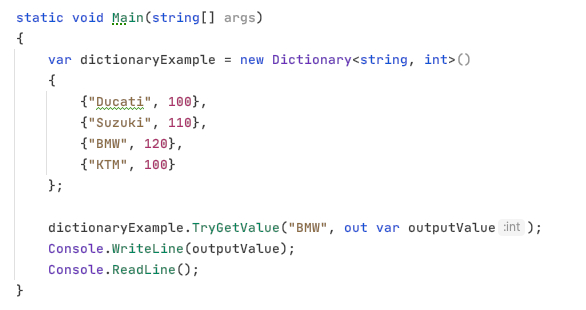 static void Main(string[] args)
{
    var dictionaryExample = new Dictionary<string, int>()
    {
        {"Ducati", 100},
        {"Suzuki", 110},
        {"BMW", 120},
        {"KTM", 100}
    };

    dictionaryExample.TryGetValue("BMW", out var outputValue :int );
    Console.WriteLine(outputValue);
    Console.ReadLine();
}